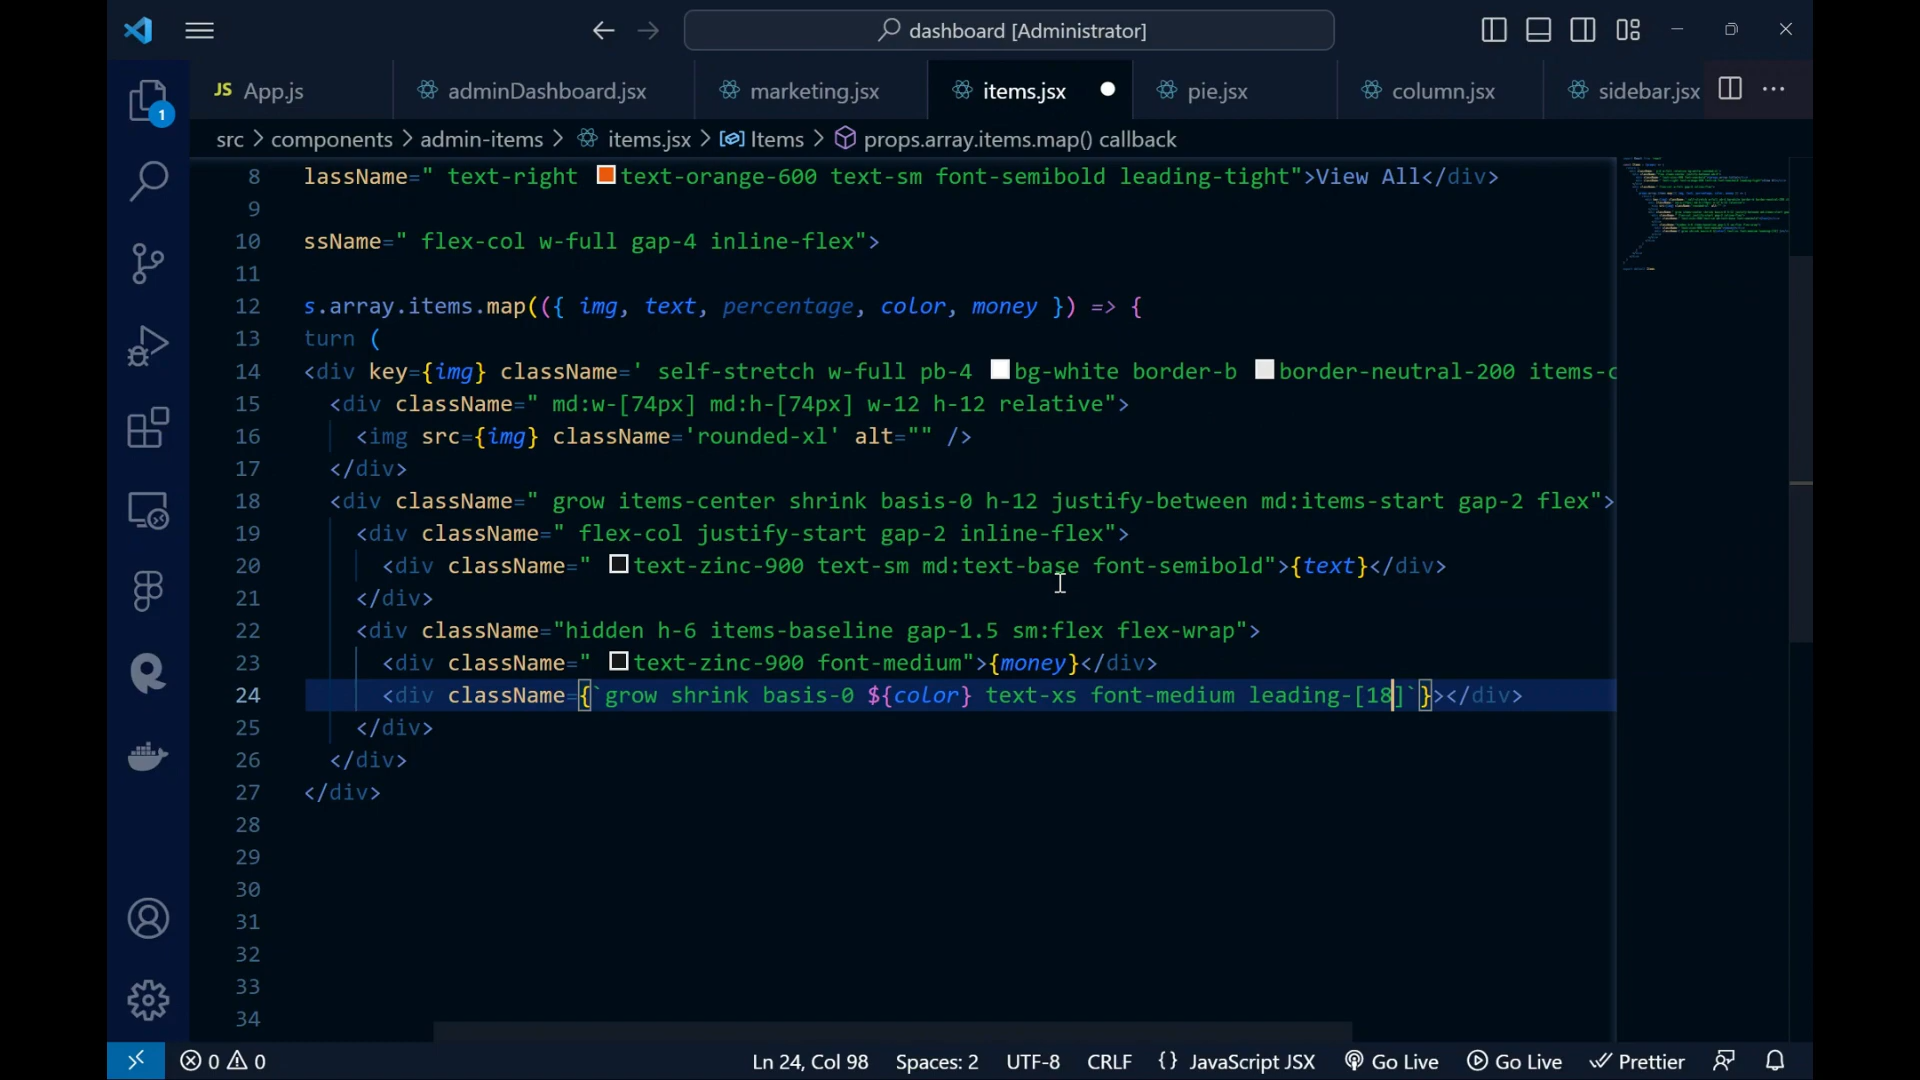 dashboard [Administrator]
JS App.js adminDashboard.jsx marketing.jsx items.jsx pie.jsx column.jsx sidebar.jsx
1
src > components > admin-items > items.jsx > Items > props.array.items.map() callback
8 lassName=" text-right text-orange-600 text-sm font-semibold leading-tight">View All</div>
9
10 ssName=" flex-col w-full gap-4 inline-flex">
11
12 s.array.items.map(({ img, text, percentage, color, money }) => {
13 turn (
14 <div key={img} className=' self-stretch w-full pb-4 bg-white border-b border-neutral-200 items-c
15 <div className=" md:w-[74px] md:h-[74px] w-12 h-12 relative">
16 <img src={img} className='rounded-xl' alt="" />
17 </div>
18 <div className=" grow items-center shrink basis-0 h-12 justify-between md:items-start gap-2 flex">
19 <div className=" flex-col justify-start gap-2 inline-flex">
20 <div className=" text-zinc-900 text-sm md:text-base font-semibold">{text}</div>
21 </div>
22 <div className="hidden h-6 items-baseline gap-1.5 sm:flex flex-wrap">
23 <div className=" text-zinc-900 font-medium">{money}</div>
24 <div className={`grow shrink basis-0 ${color} text-xs font-medium leading-[18]`}></div>
25 </div>
26 </div>
27 </div>
28
29
30
31
32
33
34
0 0 Ln 24, Col 98 Spaces: 2 UTF-8 CRLF {} JavaScript JSX Go Live Go Live Prettier